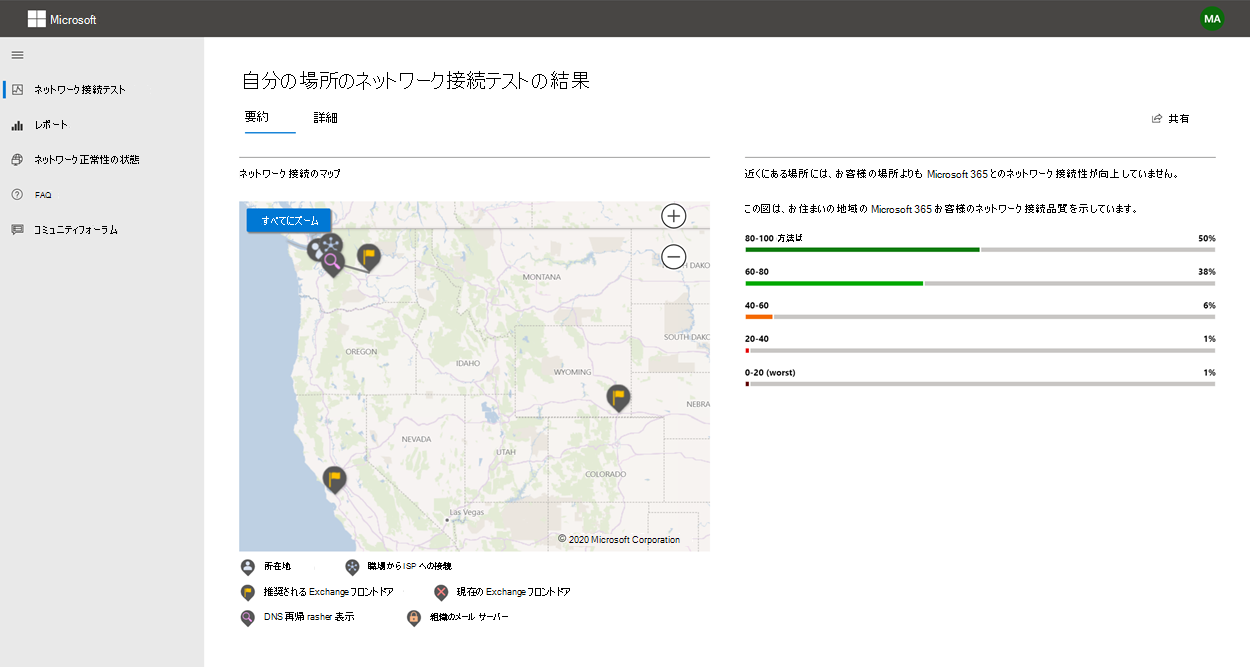 Microsoft
MA
ネットワーク接続テスト
レポート
ネットワーク正常性の状態
FAQ
コミュニティフォーラム
自分の場所のネットワーク接続テストの結果
要約
詳細
共有
ネットワーク接続のマップ
すべてにズーム
MONTANA
DAKO
OREGON
IDAHO
SOUTH DAKO
WYOMING
NEBRA
NEVADA
UTAH
COLORADO
Las Vegas
© 2020 Microsoft Corporation
所在地
職場から ISP への接続
推奨される Exchange フロントドア
現在の Exchange フロントドア
DNS 再帰 rasher 表示
組織のメール サーバー
近くにある場所には、お客様の場所よりも Microsoft 365 とのネットワーク接続性が向上していません。
この図は、お住まいの地域の Microsoft 365 お客様のネットワーク接続品質を示しています。
80-100 方法ば
50%
60-80
38%
40-60
6%
20-40
1%
0-20 (worst)
1%